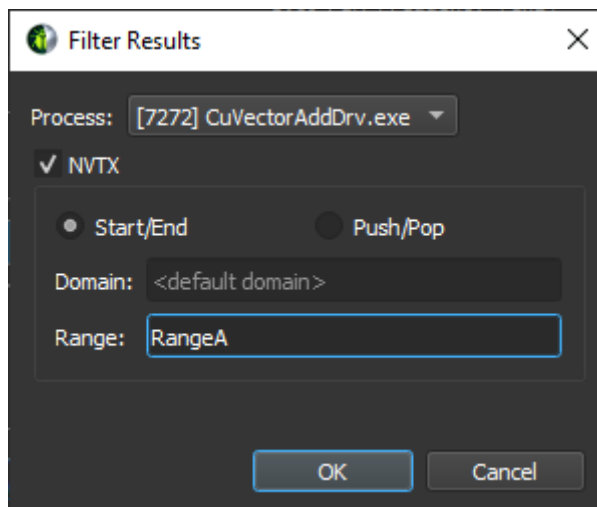 Filter Results
Process: [7272] CuVectorAddDrv.exe
NVTX
Start/End Push/Pop
Domain: <default domain>
Range: RangeA
OK Cancel